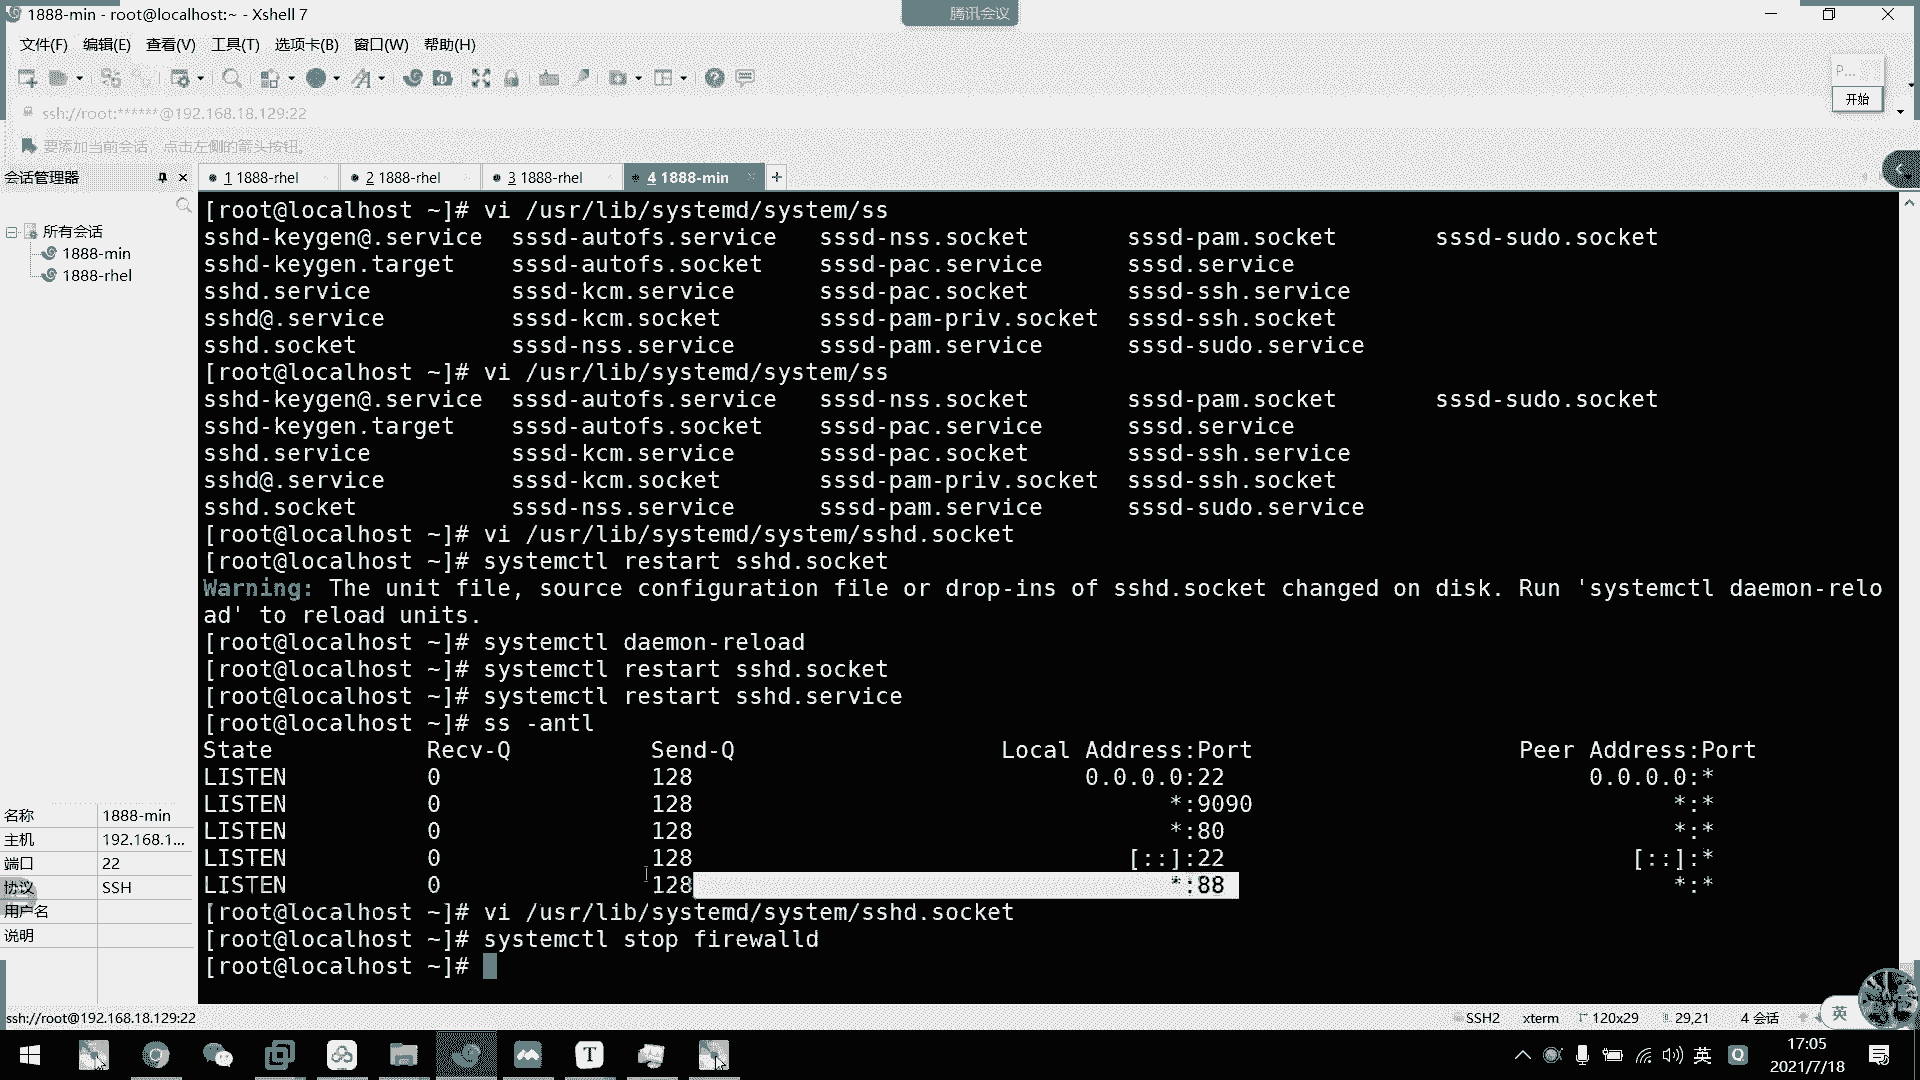 1888-min - root@localhost:~ - Xshell 7
腾讯会议
文件(F) 编辑(E) 查看(V) 工具(T) 选项卡(B) 窗口(W) 帮助(H)
P...
开始
ssh://root:******@192.168.18.129:22
要添加当前会话，点击左侧的箭头按钮。
会话管理器
1 1888-rhel 2 1888-rhel 3 1888-rhel 4 1888-min
所有会话
1888-min
1888-rhel
[root@localhost ~]# vi /usr/lib/systemd/system/ss
sshd-keygen@.service sssd-autofs.service sssd-nss.socket sssd-pam.socket sssd-sudo.socket
sshd-keygen.target sssd-autofs.socket sssd-pac.service sssd.service
sshd.service sssd-kcm.service sssd-pac.socket sssd-ssh.service
sshd@.service sssd-kcm.socket sssd-pam-priv.socket sssd-ssh.socket
sshd.socket sssd-nss.service sssd-pam.service sssd-sudo.service
[root@localhost ~]# vi /usr/lib/systemd/system/ss
sshd-keygen@.service sssd-autofs.service sssd-nss.socket sssd-pam.socket sssd-sudo.socket
sshd-keygen.target sssd-autofs.socket sssd-pac.service sssd.service
sshd.service sssd-kcm.service sssd-pac.socket sssd-ssh.service
sshd@.service sssd-kcm.socket sssd-pam-priv.socket sssd-ssh.socket
sshd.socket sssd-nss.service sssd-pam.service sssd-sudo.service
[root@localhost ~]# vi /usr/lib/systemd/system/sshd.socket
[root@localhost ~]# systemctl restart sshd.socket
Warning: The unit file, source configuration file or drop-ins of sshd.socket changed on disk. Run 'systemctl daemon-relo
ad' to reload units.
[root@localhost ~]# systemctl daemon-reload
[root@localhost ~]# systemctl restart sshd.socket
[root@localhost ~]# systemctl restart sshd.service
[root@localhost ~]# ss -antl
State Recv-Q Send-Q Local Address:Port Peer Address:Port
LISTEN 0 128 0.0.0.0:22 0.0.0.0:*
LISTEN 0 128 *:9090 *:*
LISTEN 0 128 *:80 *:*
LISTEN 0 128 [::]:22 [::]:*
LISTEN 0 128 *:88 *:*
[root@localhost ~]# vi /usr/lib/systemd/system/sshd.socket
[root@localhost ~]# systemctl stop firewalld
[root@localhost ~]#
名称 1888-min
主机 192.168.1...
端口 22
协议 SSH
用户名
说明
ssh://root@192.168.18.129:22
SSH2 xterm 120x29 29,21 4 会话
英
英
17:05
2021/7/18